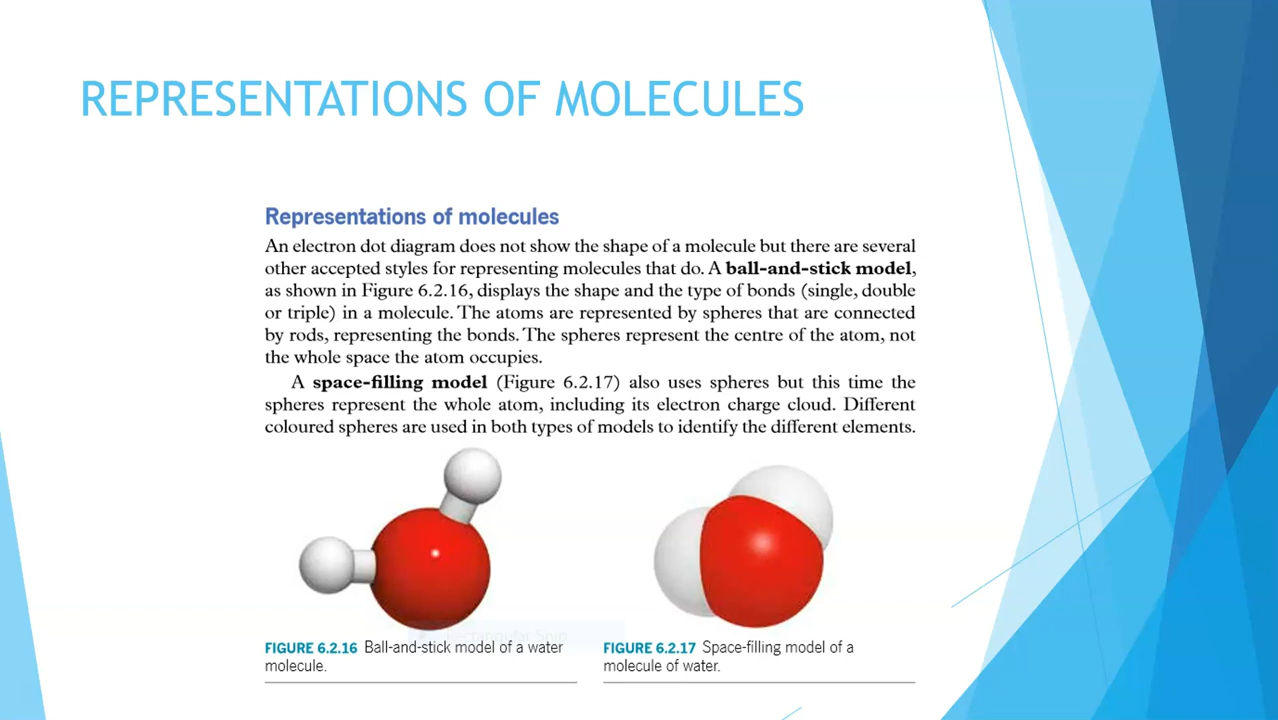 REPRESENTATIONS OF MOLECULES
Representations of molecules
An electron dot diagram does not show the shape of a molecule but there are several
other accepted styles for representing molecules that do. A ball-and-stick model,
as shown in Figure 6.2.16, displays the shape and the type of bonds (single, double
or triple) in a molecule. The atoms are represented by spheres that are connected
by rods, representing the bonds. The spheres represent the centre of the atom, not
the whole space the atom occupies.
A space-filling model (Figure 6.2.17) also uses spheres but this time the
spheres represent the whole atom, including its electron charge cloud. Different
coloured spheres are used in both types of models to identify the different elements.
Rectangular Snip
FIGURE 6.2.16 Ball-and-stick model of a water
molecule.
FIGURE 6.2.17 Space-filling model of a
molecule of water.